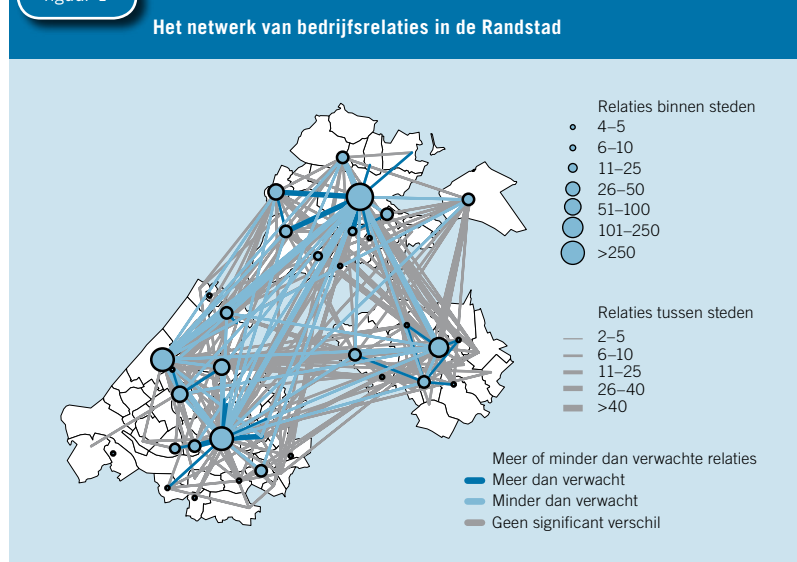 Het netwerk van bedrijfsrelaties in de Randstad
Relaties binnen steden
4–5
6–10
11–25
26–50
51–100
101–250
>250
Relaties tussen steden
2–5
6–10
11–25
26–40
>40
Meer of minder dan verwachte relaties
Meer dan verwacht
Minder dan verwacht
Geen significant verschil